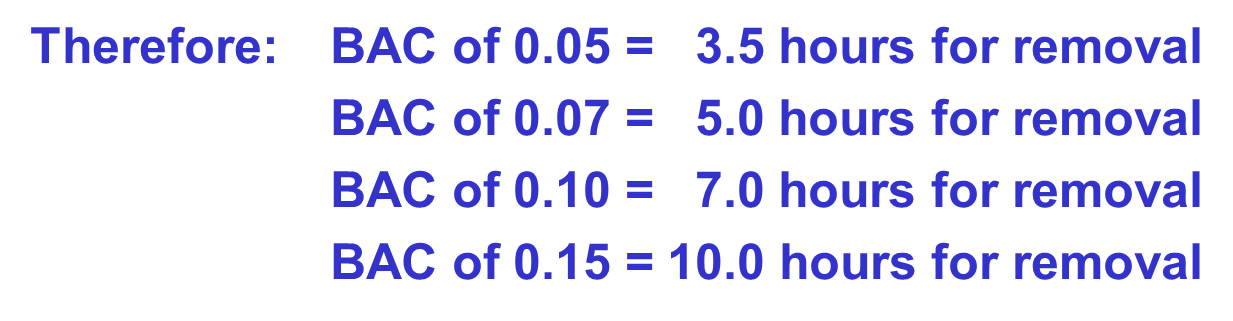 Therefore: BAC of 0.05 = 3.5 hours for removal
BAC of 0.07 = 5.0 hours for removal
BAC of 0.10 = 7.0 hours for removal
BAC of 0.15 = 10.0 hours for removal